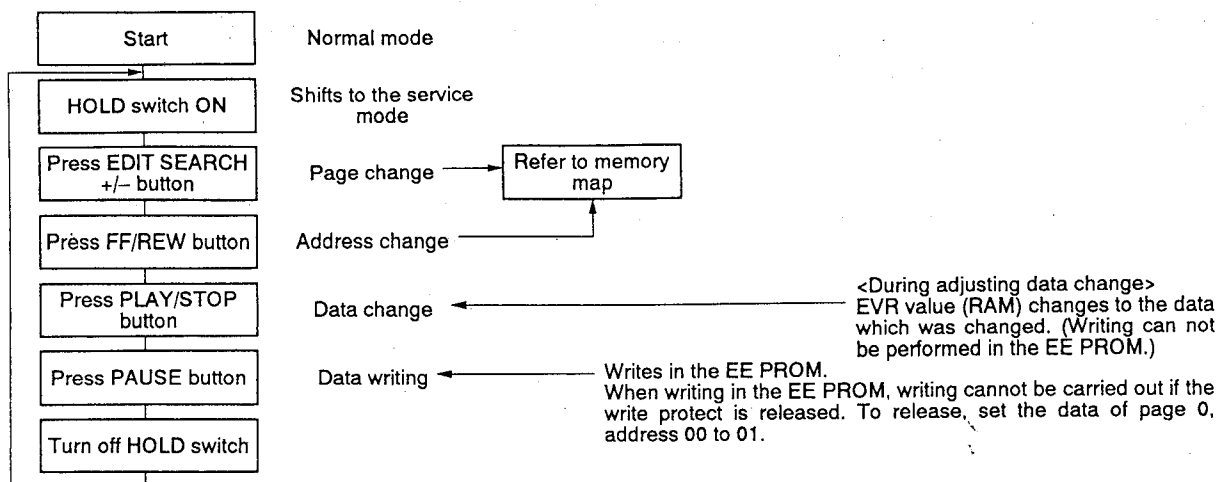 Start
Normal mode
HOLD switch ON
Shifts to the service
mode
Press EDIT SEARCH
+/– button
Page change
Refer to memory
map
Press FF/REW button
Address change
Press PLAY/STOP
button
Data change
<During adjusting data change>
EVR value (RAM) changes to the data
which was changed. (Writing can not
be performed in the EE PROM.)
Press PAUSE button
Data writing
Writes in the EE PROM.
When writing in the EE PROM, writing cannot be carried out if the
write protect is released. To release, set the data of page 0,
address 00 to 01.
Turn off HOLD switch